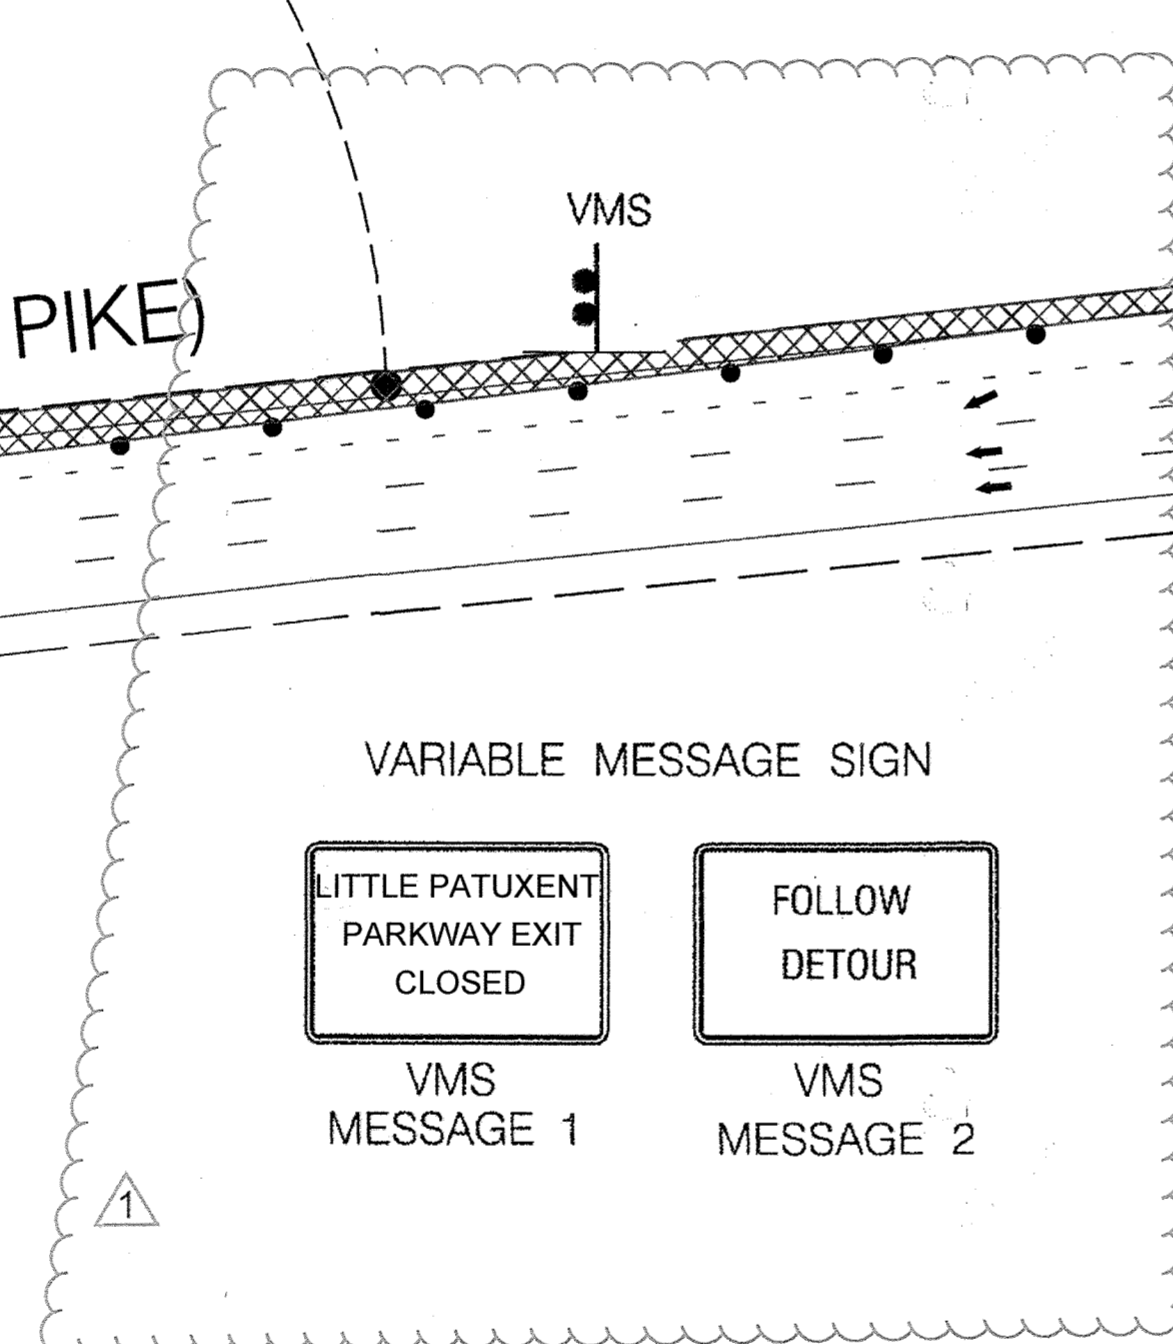 VMS
PIKE)
VARIABLE MESSAGE SIGN
LITTLE PATUXENT
PARKWAY EXIT
CLOSED
FOLLOW
DETOUR
VMS
MESSAGE 1
VMS
MESSAGE 2
1